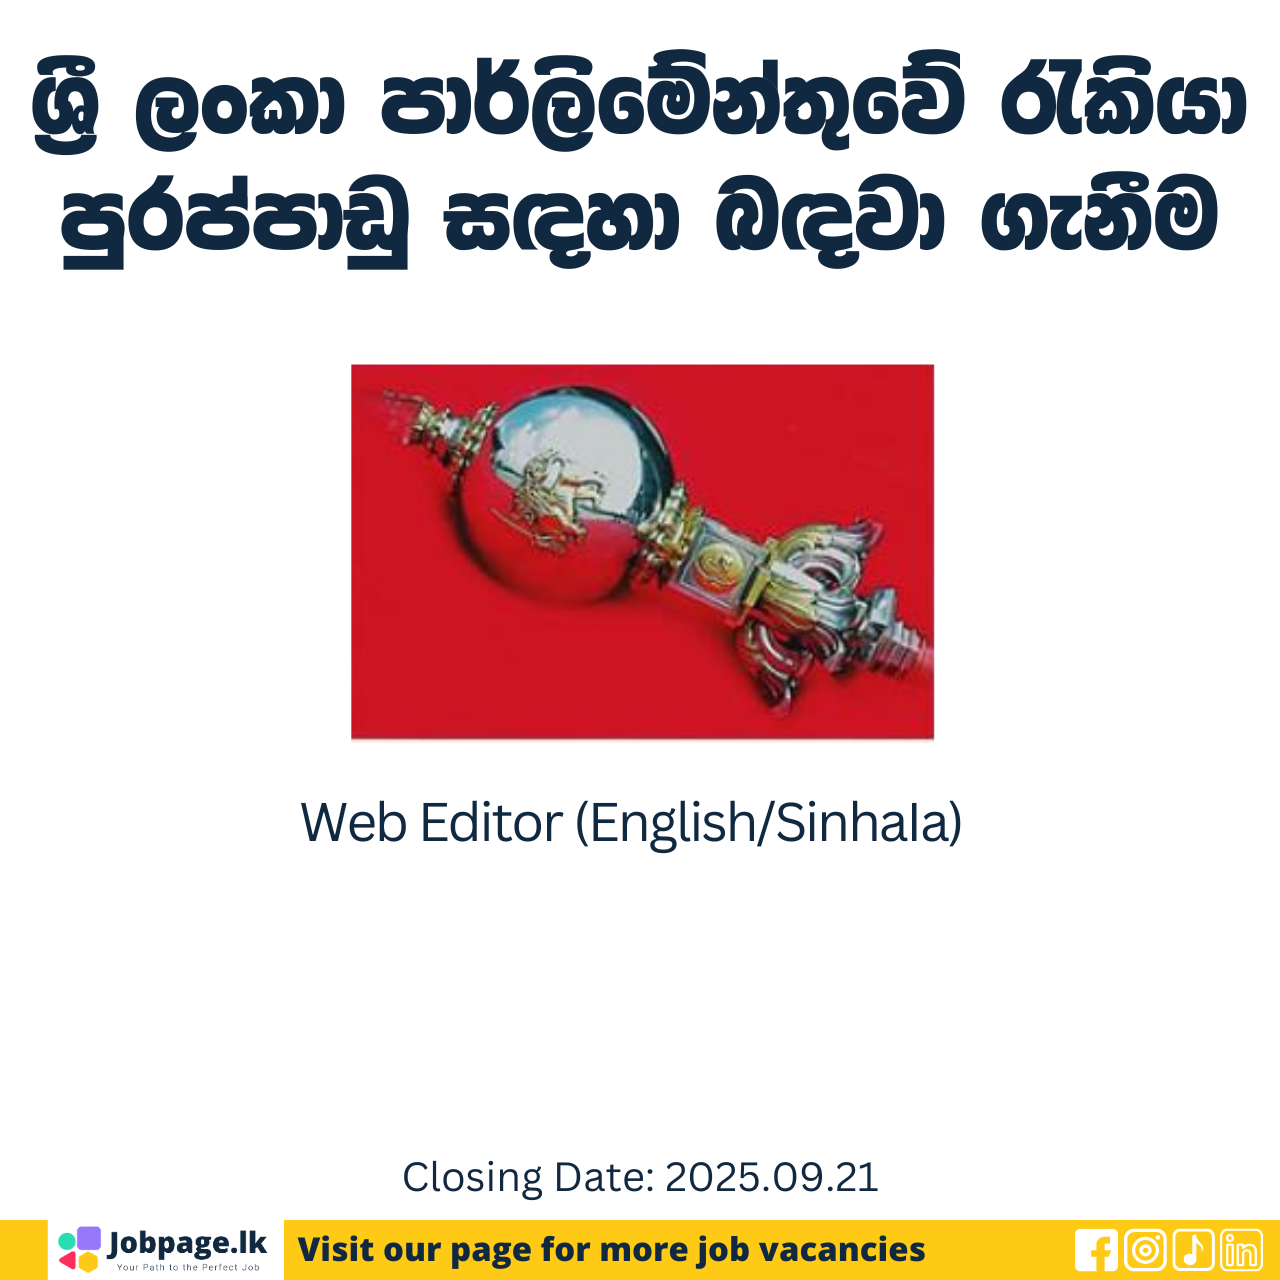 ශ්‍රී ලංකා පාර්ලිමේන්තුවේ රැකියා
පුරප්පාඩු සඳහා බඳවා ගැනීම
Web Editor (English/Sinhala)
Closing Date: 2025.09.21
Jobpage.lk
Your Path to the Perfect Job
Visit our page for more job vacancies